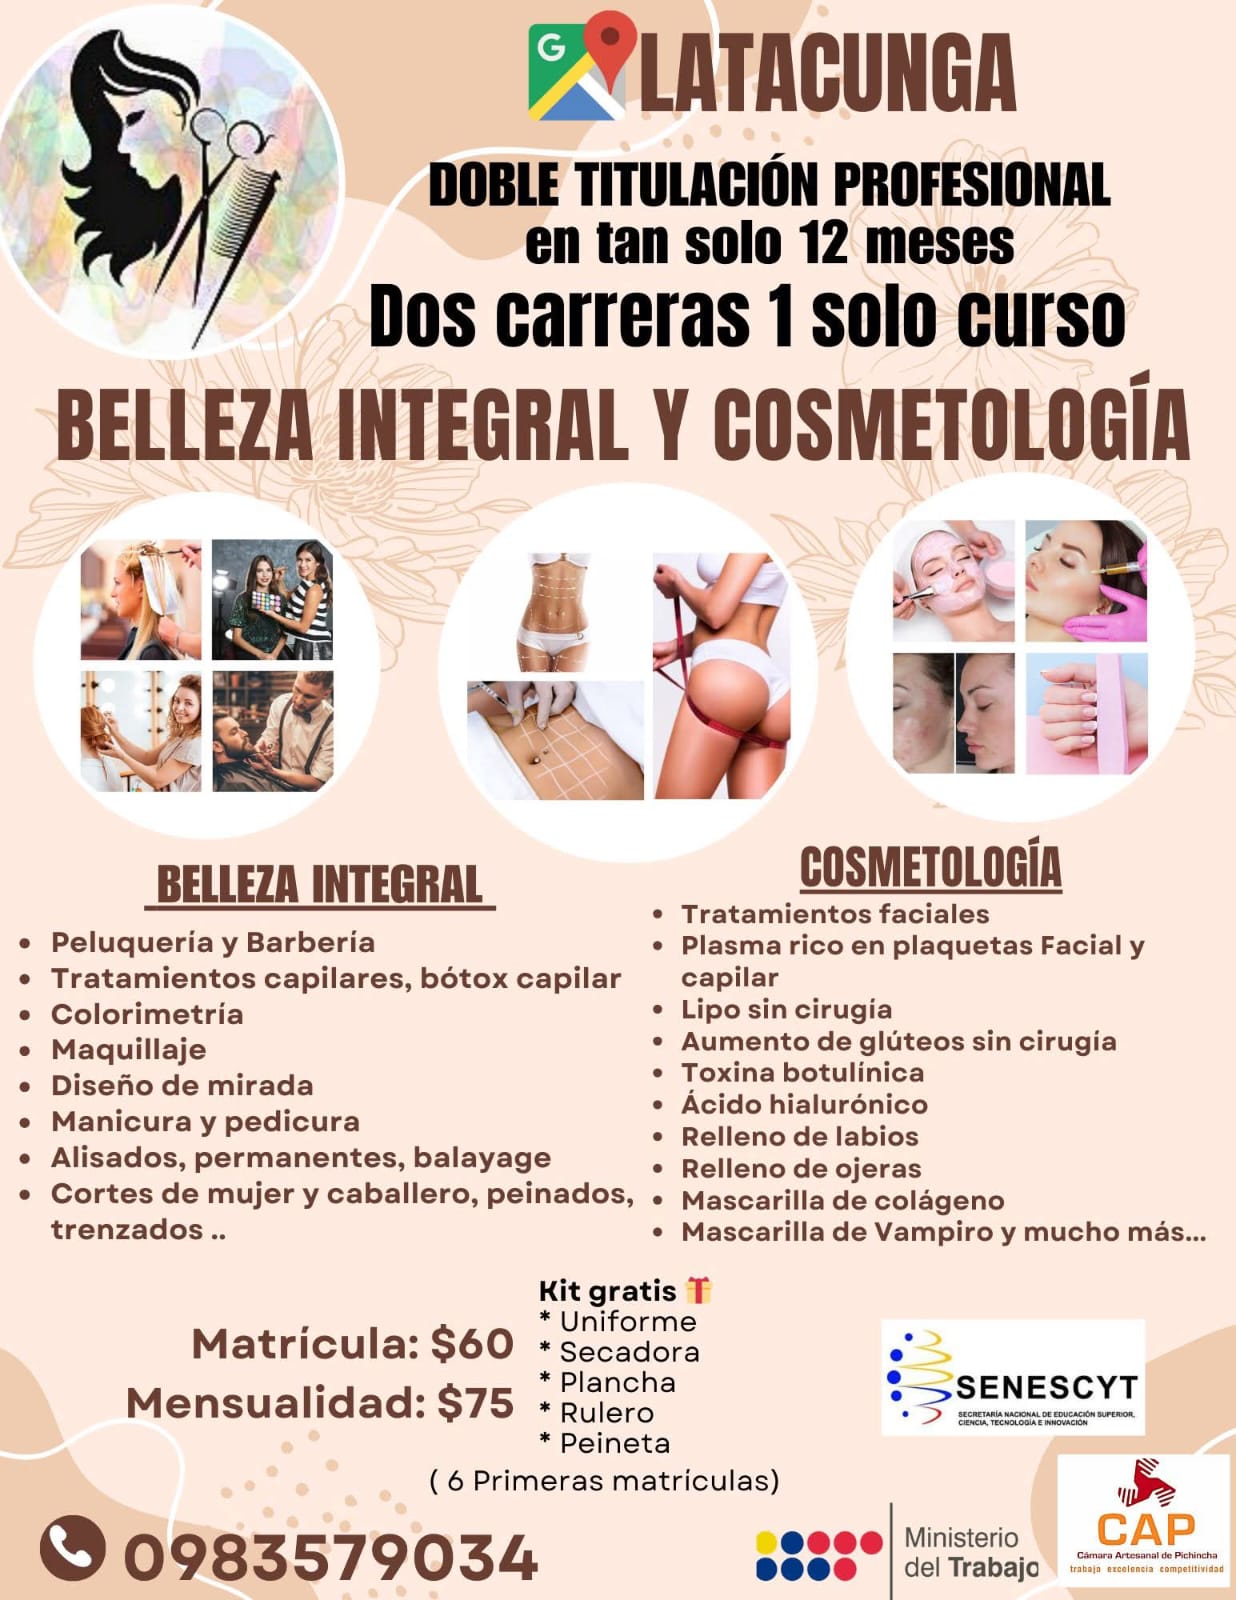 G
LATACUNGA
DOBLE TITULACIÓN PROFESIONAL
en tan solo 12 meses
Dos carreras 1 solo curso
BELLEZA INTEGRAL Y COSMETOLOGÍA
BELLEZA INTEGRAL
• Peluquería y Barbería
• Tratamientos capilares, bótox capilar
• Colorimetría
• Maquillaje
• Diseño de mirada
• Manicura y pedicura
• Alisados, permanentes, balayage
• Cortes de mujer y caballero, peinados,
trenzados ..
COSMETOLOGÍA
• Tratamientos faciales
• Plasma rico en plaquetas Facial y
capilar
• Lipo sin cirugía
• Aumento de glúteos sin cirugía
• Toxina botulínica
• Ácido hialurónico
• Relleno de labios
• Relleno de ojeras
• Mascarilla de colágeno
• Mascarilla de Vampiro y mucho más...
Matrícula: $60
Mensualidad: $75
Kit gratis
* Uniforme
* Secadora
* Plancha
* Rulero
* Peineta
( 6 Primeras matrículas)
SENESCYT
SECRETARÍA NACIONAL DE EDUCACIÓN SUPERIOR,
CIENCIA, TECNOLOGÍA E INNOVACIÓN
0983579034
Ministerio
del Trabajo
CAP
Cámara Artesanal de Pichincha
trabajo excelencia competitividad